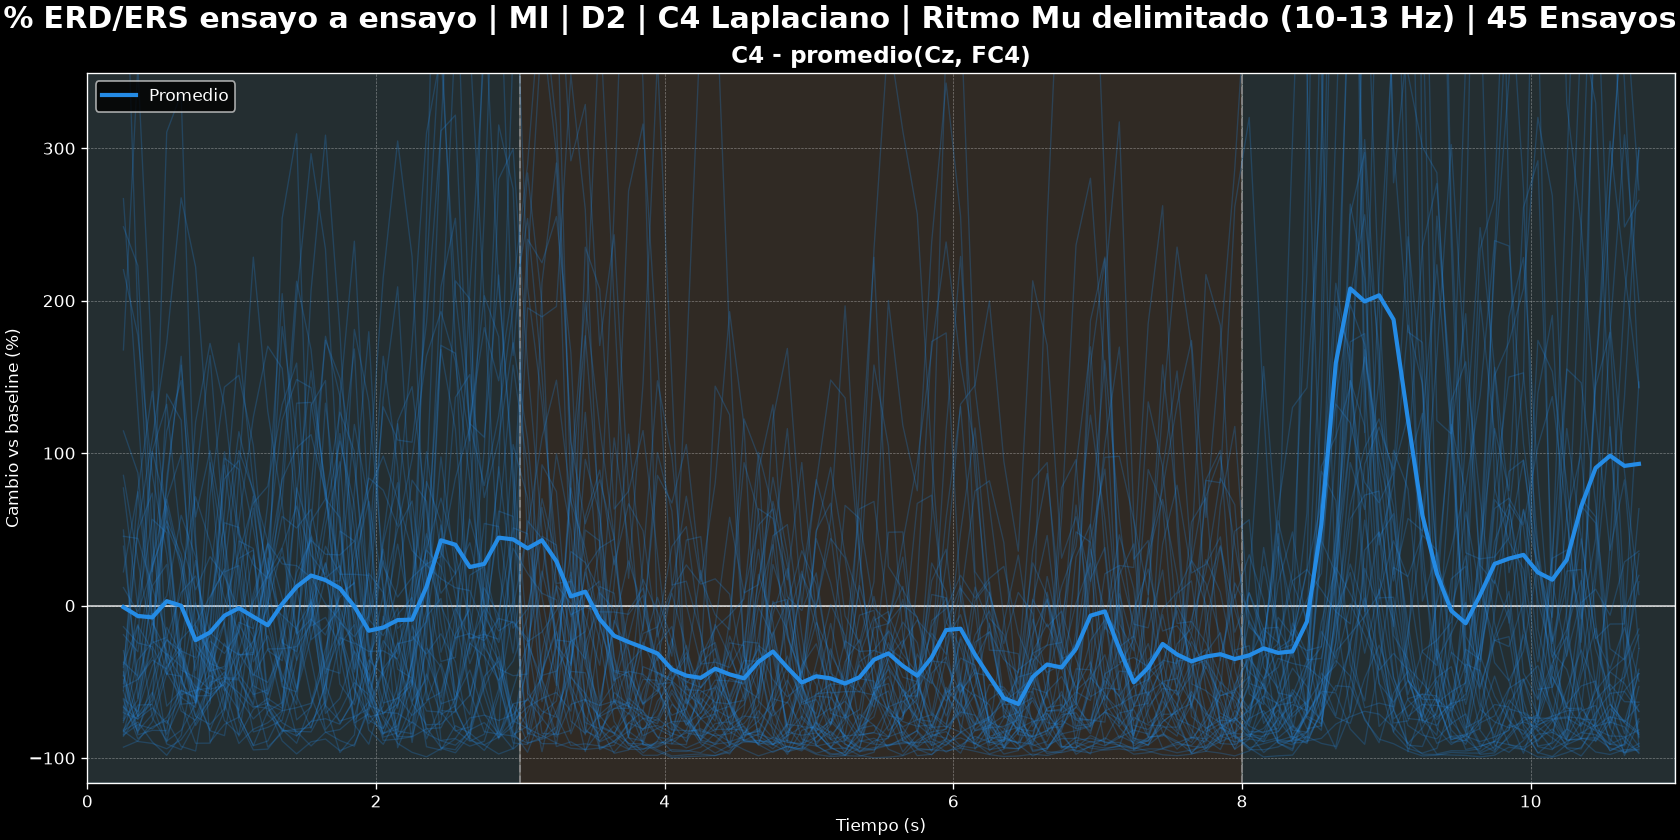 % ERD/ERS ensayo a ensayo | MI | D2 | C4 Laplaciano | Ritmo Mu delimitado (10-13 Hz) | 45 Ensayos
C4 - promedio(Cz, FC4)
Promedio
Cambio vs baseline (%)
300
200
100
0
−100
0 2 4 6 8 10
Tiempo (s)